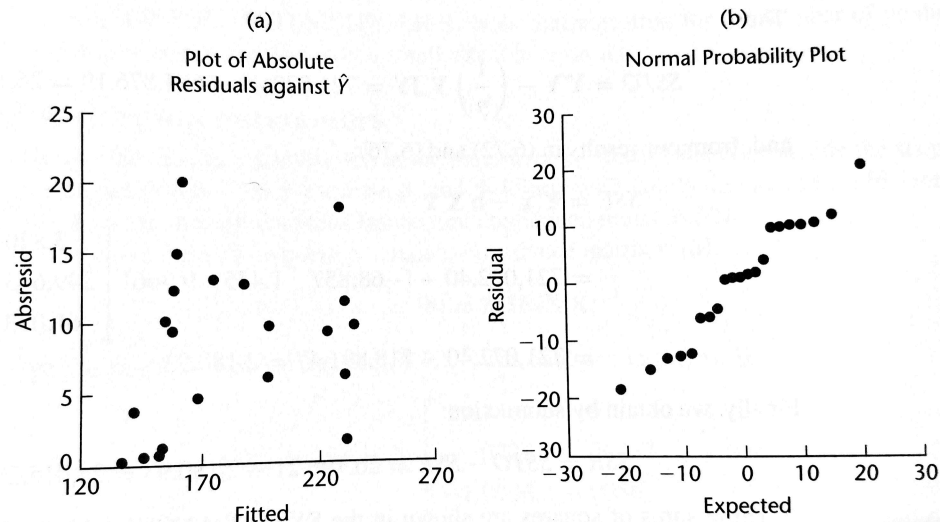 (a)
Plot of Absolute
Residuals against Ŷ
25
20
15
10
5
0
120
170
220
270
Absresid
Fitted
(b)
Normal Probability Plot
30
20
10
0
−10
−20
−30
−30
−20
−10
0
10
20
30
Residual
Expected